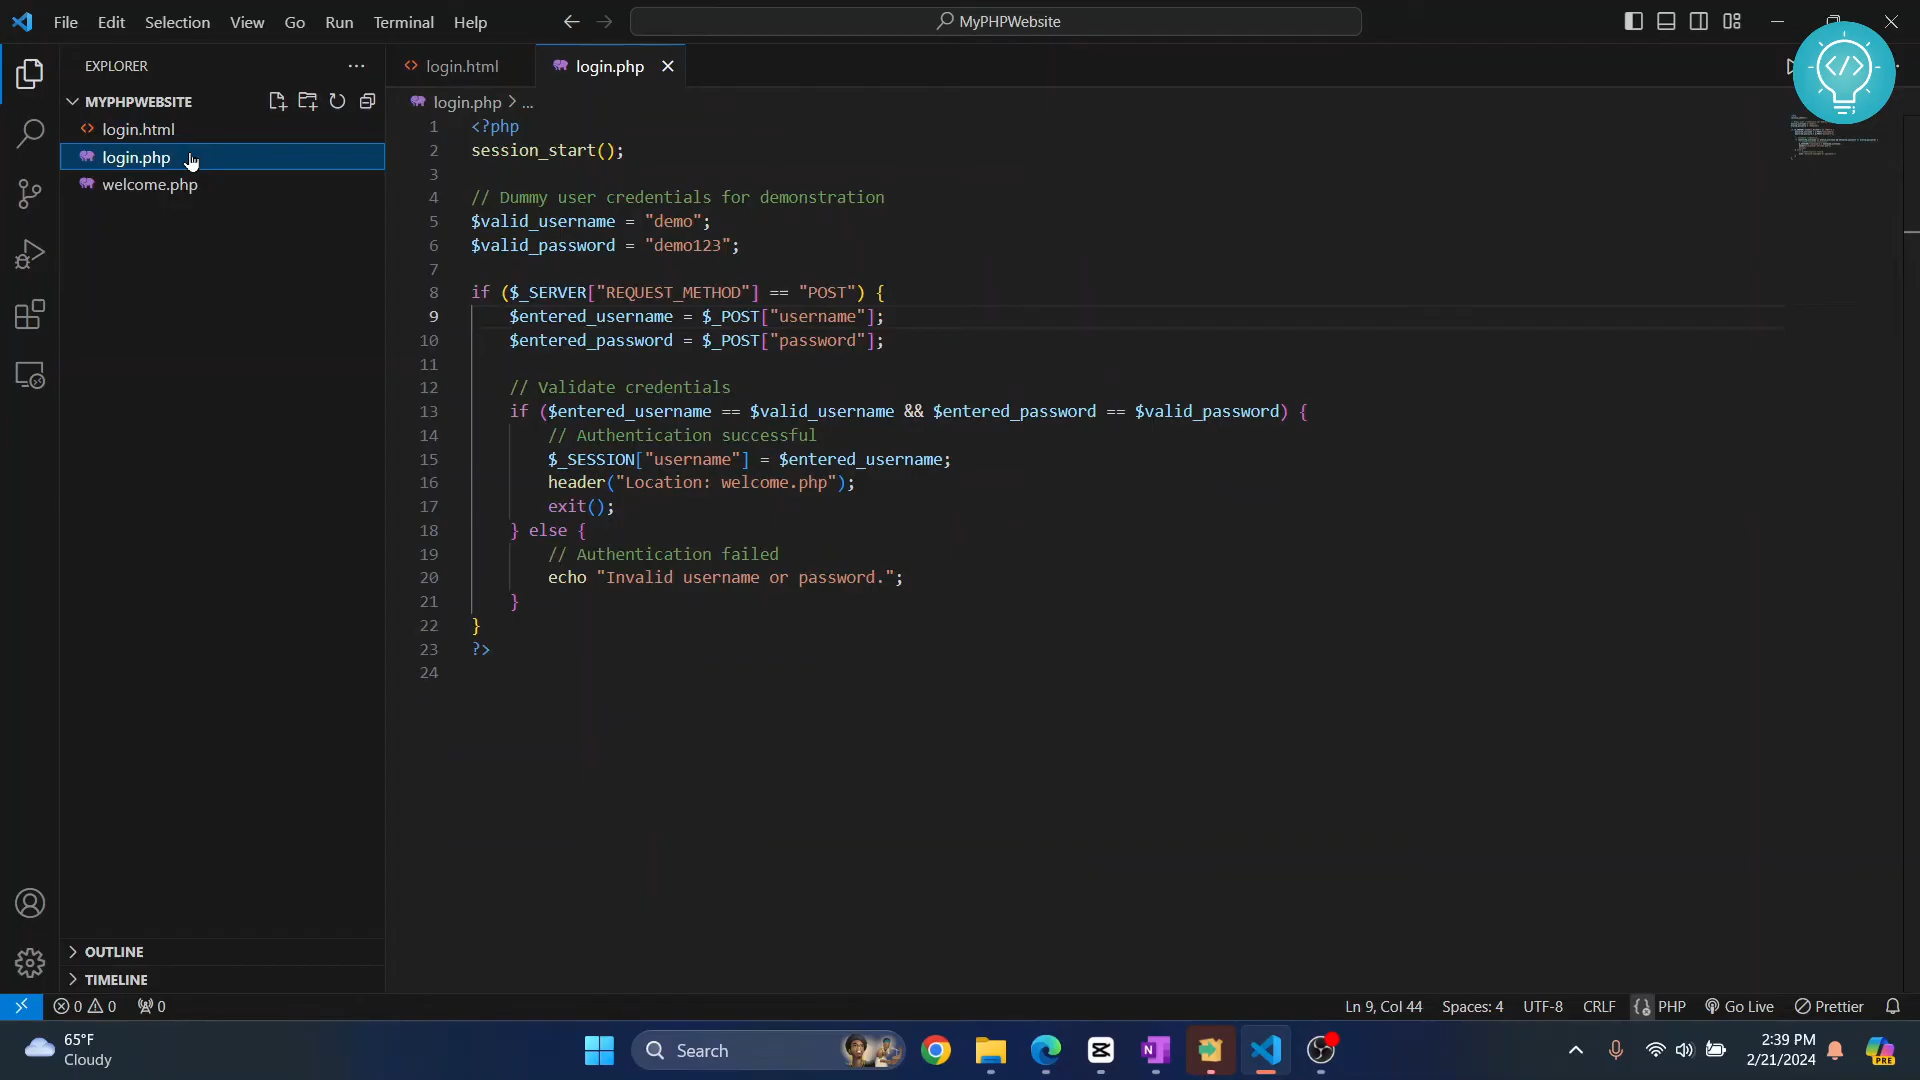 File Edit Selection View Go Run Terminal Help
MyPHPWebsite
EXPLORER
MYPHPWEBSITE
login.html
login.php
welcome.php
OUTLINE
TIMELINE
login.html
login.php
login.php > ...
1 <?php
2 session_start();
3
4 // Dummy user credentials for demonstration
5 $valid_username = "demo";
6 $valid_password = "demo123";
7
8 if ($_SERVER["REQUEST_METHOD"] == "POST") {
9 $entered_username = $_POST["username"];
10 $entered_password = $_POST["password"];
11
12 // Validate credentials
13 if ($entered_username == $valid_username && $entered_password == $valid_password) {
14 // Authentication successful
15 $_SESSION["username"] = $entered_username;
16 header("Location: welcome.php");
17 exit();
18 } else {
19 // Authentication failed
20 echo "Invalid username or password.";
21 }
22 }
23 ?>
24
0 0 0
Ln 9, Col 44 Spaces: 4 UTF-8 CRLF PHP Go Live Prettier
65°F
Cloudy
Search
2:39 PM
2/21/2024
PRE